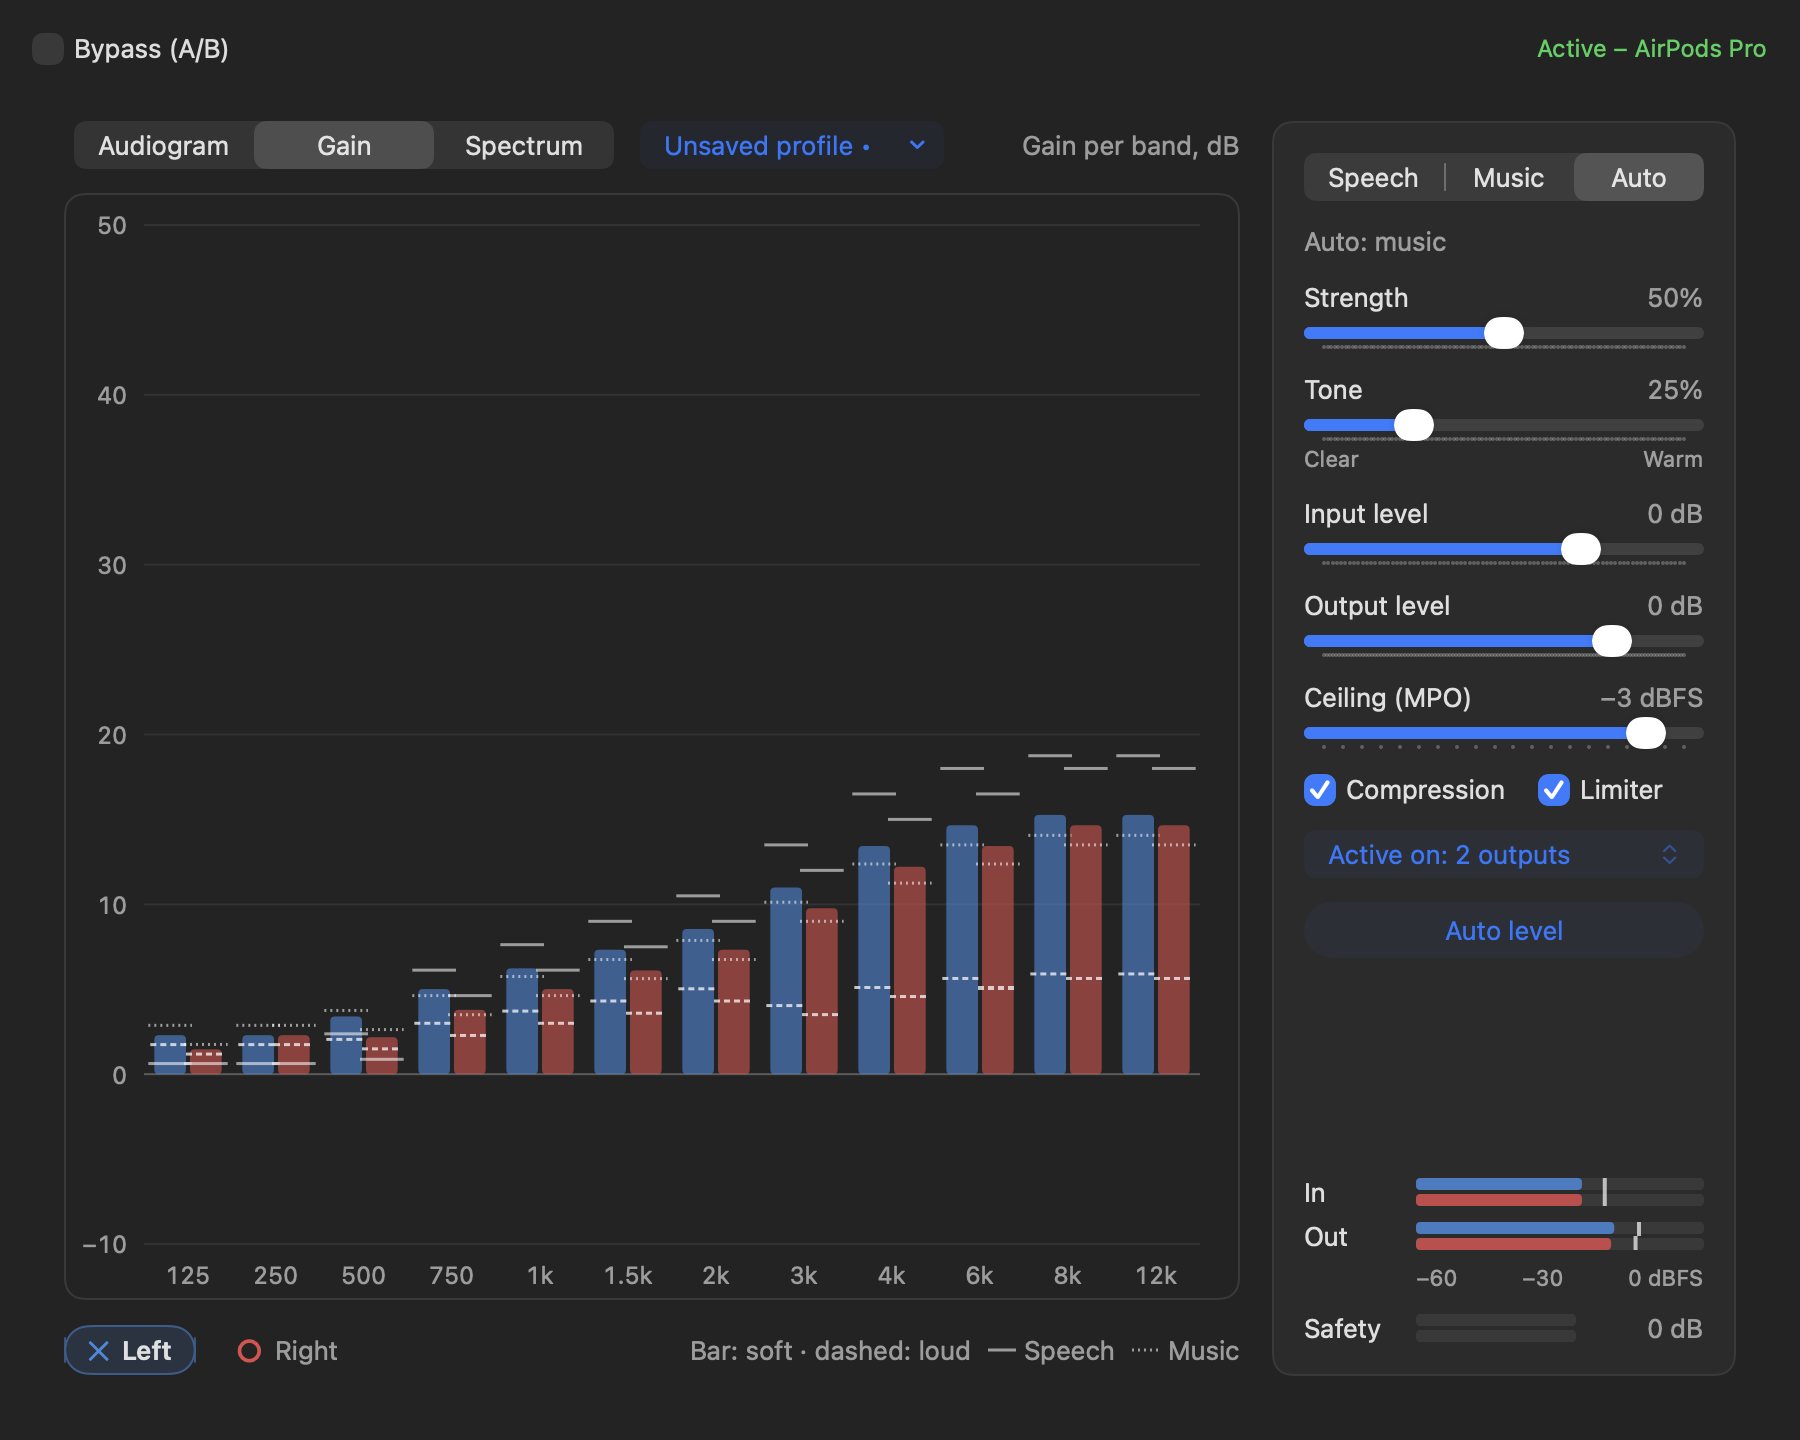 Bypass (A/B)
Active – AirPods Pro
Audiogram Gain Spectrum
Unsaved profile •
Gain per band, dB
50
40
30
20
10
0
−10
125 250 500 750 1k 1.5k 2k 3k 4k 6k 8k 12k
Left Right
Bar: soft · dashed: loud Speech Music
Speech Music Auto
Auto: music
Strength 50%
Tone 25%
Clear Warm
Input level 0 dB
Output level 0 dB
Ceiling (MPO) −3 dBFS
Compression Limiter
Active on: 2 outputs
Auto level
In
Out
−60 −30 0 dBFS
Safety 0 dB